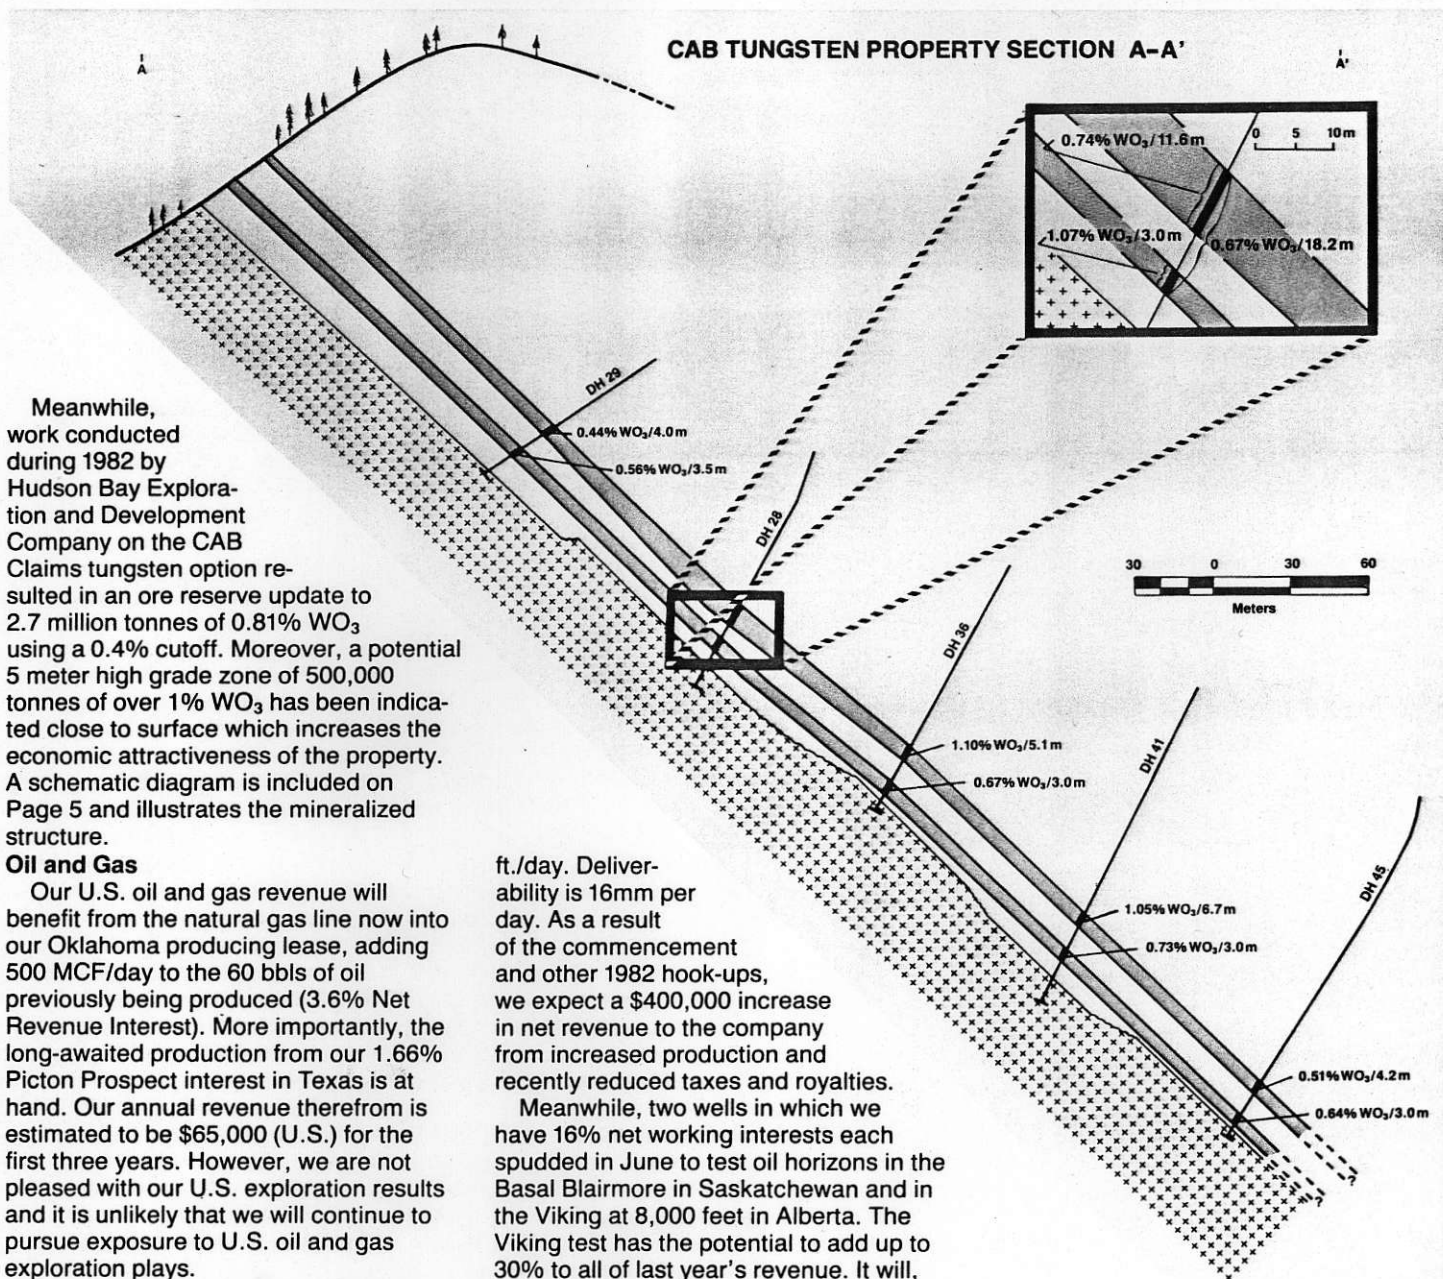 CAB TUNGSTEN PROPERTY SECTION A-A'
A
A'
0.74% WO₃/11.6m
0 5 10m
1.07% WO₃/3.0m
0.67% WO₃/18.2m
DH 29
0.44% WO₃/4.0m
0.56% WO₃/3.5m
DH 28
30 0 30 60
Meters
DH 36
1.10% WO₃/5.1m
0.67% WO₃/3.0m
DH 41
1.05% WO₃/6.7m
0.73% WO₃/3.0m
DH 45
0.51% WO₃/4.2m
0.64% WO₃/3.0m
?
?
Meanwhile,
work conducted
during 1982 by
Hudson Bay Explora-
tion and Development
Company on the CAB
Claims tungsten option re-
sulted in an ore reserve update to
2.7 million tonnes of 0.81% WO₃
using a 0.4% cutoff. Moreover, a potential
5 meter high grade zone of 500,000
tonnes of over 1% WO₃ has been indica-
ted close to surface which increases the
economic attractiveness of the property.
A schematic diagram is included on
Page 5 and illustrates the mineralized
structure.
Oil and Gas
Our U.S. oil and gas revenue will
benefit from the natural gas line now into
our Oklahoma producing lease, adding
500 MCF/day to the 60 bbls of oil
previously being produced (3.6% Net
Revenue Interest). More importantly, the
long-awaited production from our 1.66%
Picton Prospect interest in Texas is at
hand. Our annual revenue therefrom is
estimated to be $65,000 (U.S.) for the
first three years. However, we are not
pleased with our U.S. exploration results
and it is unlikely that we will continue to
pursue exposure to U.S. oil and gas
exploration plays.
ft./day. Deliver-
ability is 16mm per
day. As a result
of the commencement
and other 1982 hook-ups,
we expect a $400,000 increase
in net revenue to the company
from increased production and
recently reduced taxes and royalties.
Meanwhile, two wells in which we
have 16% net working interests each
spudded in June to test oil horizons in the
Basal Blairmore in Saskatchewan and in
the Viking at 8,000 feet in Alberta. The
Viking test has the potential to add up to
30% to all of last year's revenue. It will,